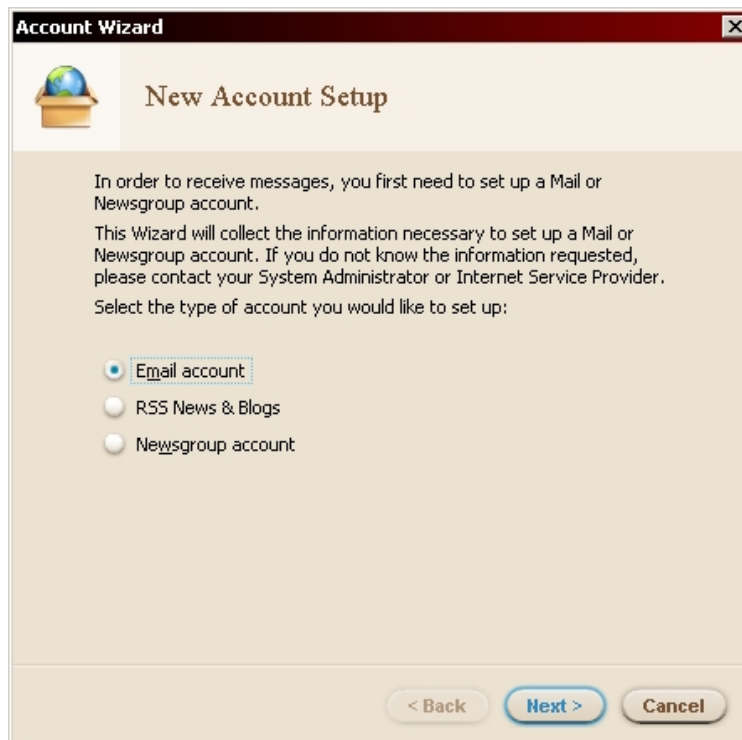 Account Wizard
New Account Setup
In order to receive messages, you first need to set up a Mail or
Newsgroup account.
This Wizard will collect the information necessary to set up a Mail or
Newsgroup account. If you do not know the information requested,
please contact your System Administrator or Internet Service Provider.
Select the type of account you would like to set up:
Email account
RSS News & Blogs
Newsgroup account
< Back Next > Cancel